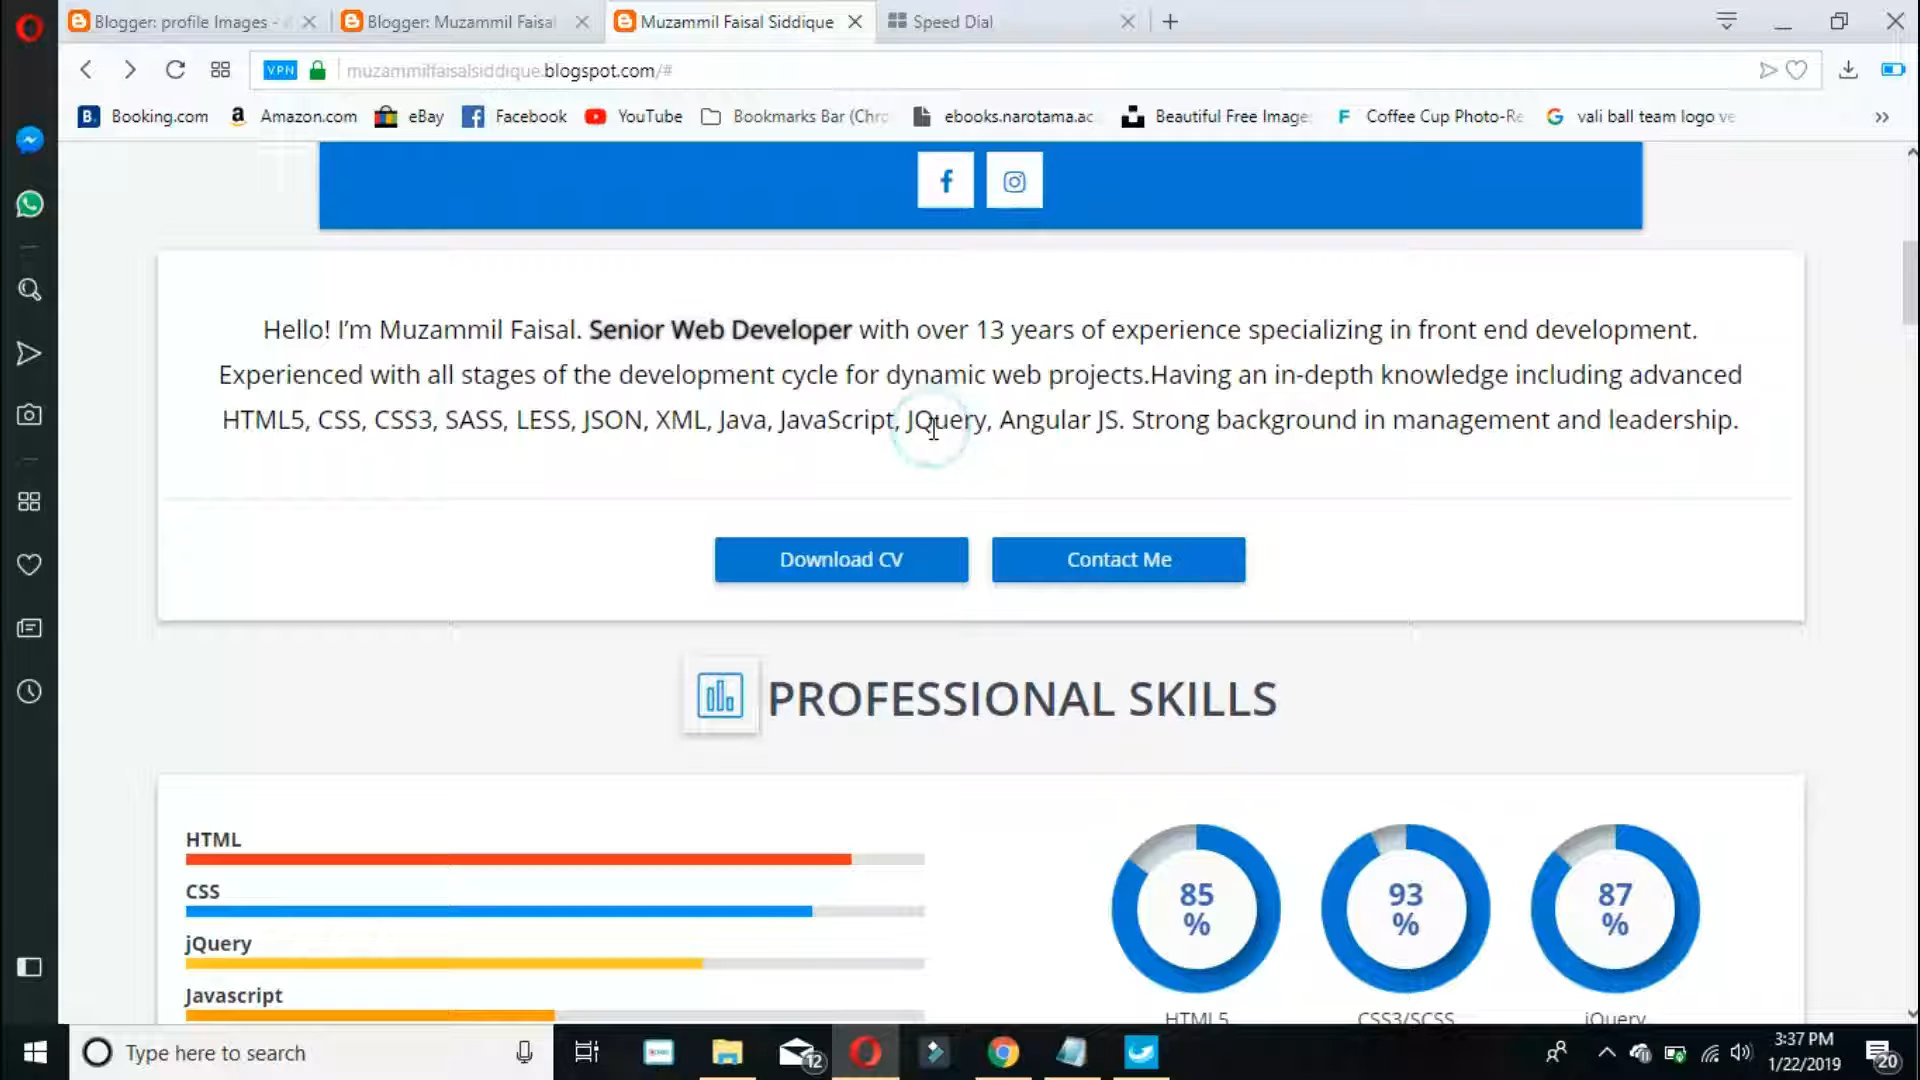 Blogger: profile Images -
Blogger: Muzammil Faisal
Muzammil Faisal Siddique
Speed Dial
VPN
muzammilfaisalsiddique.blogspot.com/#
Booking.com
Amazon.com
eBay
Facebook
YouTube
Bookmarks Bar (Chro
ebooks.narotama.ac
Beautiful Free Image
Coffee Cup Photo-Re
vali ball team logo ve
Hello! I’m Muzammil Faisal. Senior Web Developer with over 13 years of experience specializing in front end development.
Experienced with all stages of the development cycle for dynamic web projects.Having an in-depth knowledge including advanced
HTML5, CSS, CSS3, SASS, LESS, JSON, XML, Java, JavaScript, JQuery, Angular JS. Strong background in management and leadership.
Download CV
Contact Me
PROFESSIONAL SKILLS
HTML
CSS
jQuery
Javascript
85
%
93
%
87
%
HTML5
CSS3/SCSS
jQuery
Type here to search
12
3:37 PM
1/22/2019
20